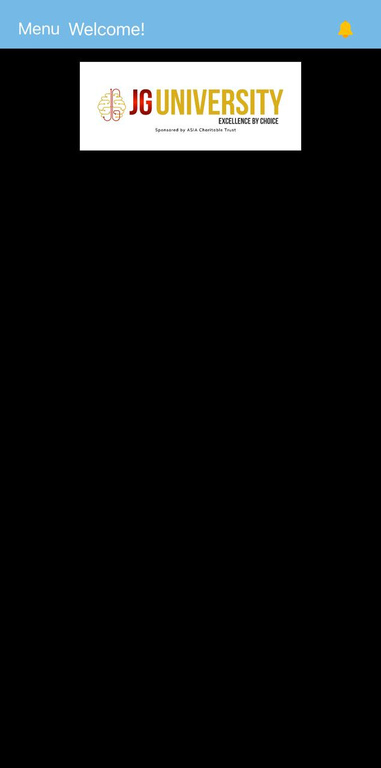 Menu Welcome!
JG UNIVERSITY
EXCELLENCE BY CHOICE
Sponsored by ASIA Charitable Trust